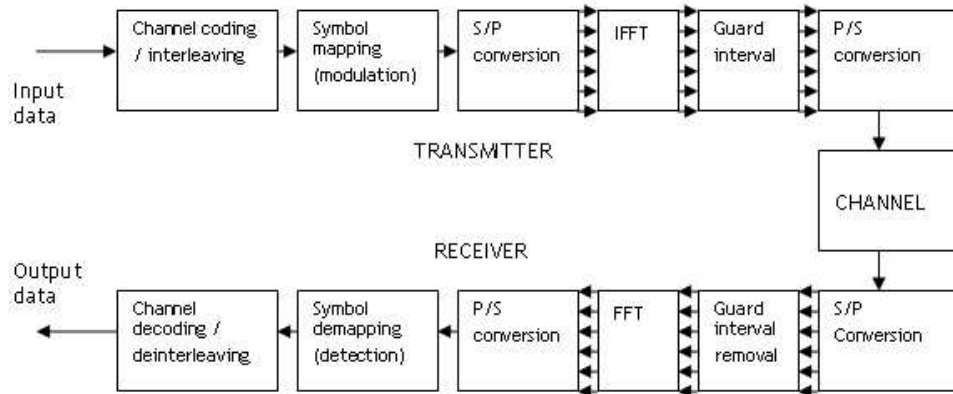 Channel coding
/ interleaving
Symbol
mapping
(modulation)
S/P
conversion
IFFT
Guard
interval
P/S
conversion
Input
data
TRANSMITTER
CHANNEL
RECEIVER
Output
data
Channel
decoding /
deinterleaving
Symbol
demapping
(detection)
P/S
conversion
FFT
Guard
interval
removal
S/P
Conversion